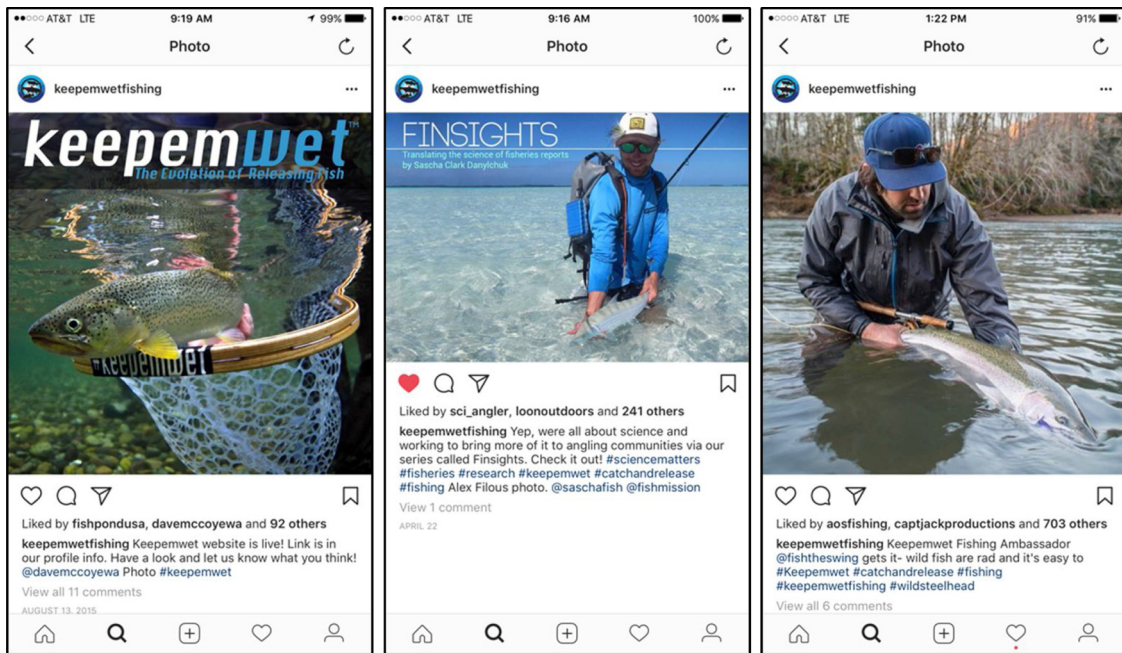 AT&T LTE 9:19 AM 99%
Photo
keepemwetfishing
keepemwet™
The Evolution of Releasing Fish
keepemwet
Liked by fishpondusa, davemccoyewa and 92 others
keepemwetfishing Keepemwet website is live! Link is in
our profile info. Have a look and let us know what you think!
@davemccoyewa Photo #keepemwet
View all 11 comments
AUGUST 13, 2015
AT&T LTE 9:16 AM 100%
Photo
keepemwetfishing
FINSIGHTS
Translating the science of fisheries reports
by Sascha Clark Danylchuk
Liked by sci_angler, loonoutdoors and 241 others
keepemwetfishing Yep, were all about science and
working to bring more of it to angling communities via our
series called Finsights. Check it out! #sciencematters
#fisheries #research #keepemwet #catchandrelease
#fishing Alex Filous photo. @saschafish @fishmission
View 1 comment
APRIL 22
AT&T LTE 1:22 PM 91%
Photo
keepemwetfishing
Liked by aosfishing, captjackproductions and 703 others
keepemwetfishing Keepemwet Fishing Ambassador
@fishtheswing gets it- wild fish are rad and it's easy to
#Keepemwet #catchandrelease #fishing
#keepemwetfishing #wildsteelhead
View all 6 comments